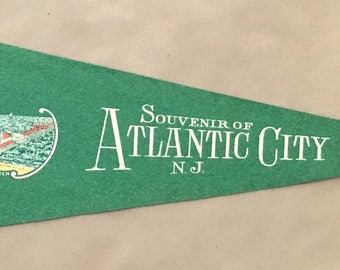 SOUVENIR OF
ATLANTIC CITY
N.J.